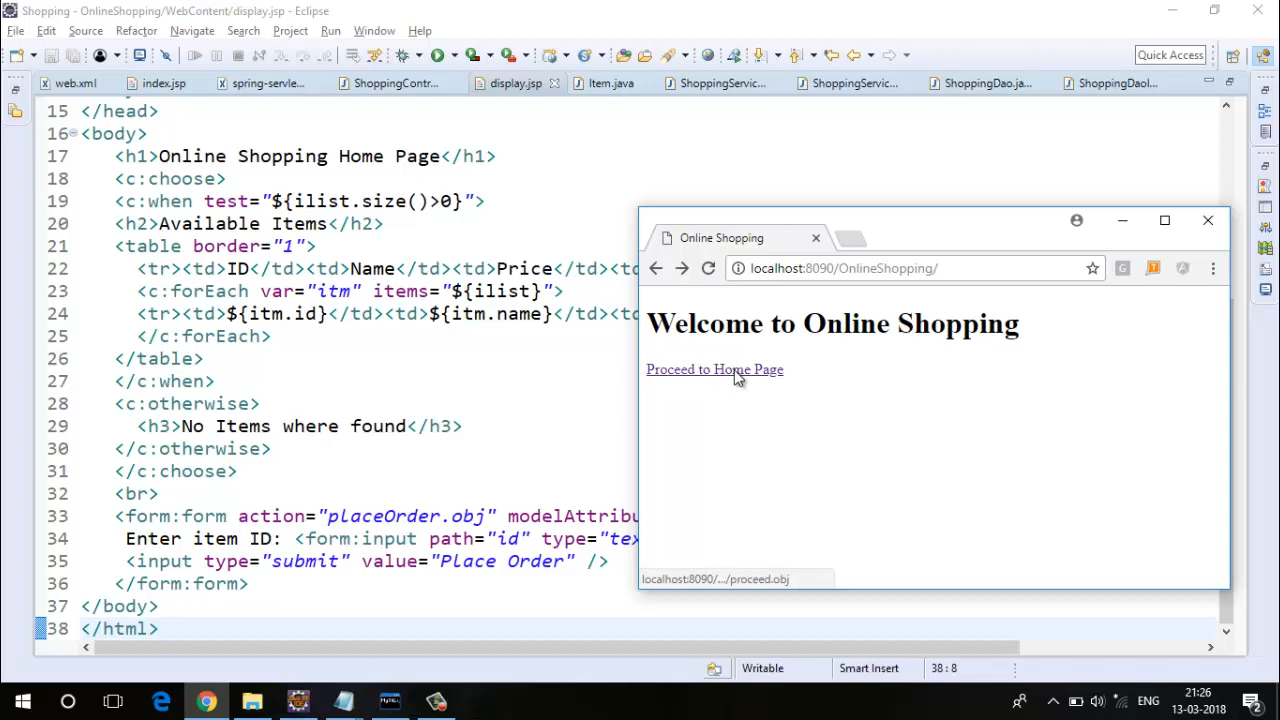 Shopping - OnlineShopping/WebContent/display.jsp - Eclipse
File Edit Source Refactor Navigate Search Project Run Window Help
Quick Access
web.xml index.jsp spring-servle... ShoppingContr... display.jsp Item.java ShoppingServic... ShoppingServic... ShoppingDao.ja... ShoppingDaoI...
15 </head>
16 <body>
17 <h1>Online Shopping Home Page</h1>
18 <c:choose>
19 <c:when test="${ilist.size()>0}">
20 <h2>Available Items</h2>
21 <table border="1">
22 <tr><td>ID</td><td>Name</td><td>Price</td><td
23 <c:forEach var="itm" items="${ilist}">
24 <tr><td>${itm.id}</td><td>${itm.name}</td><td
25 </c:forEach>
26 </table>
27 </c:when>
28 <c:otherwise>
29 <h3>No Items where found</h3>
30 </c:otherwise>
31 </c:choose>
32 <br>
33 <form:form action="placeOrder.obj" modelAttribu
34 Enter item ID: <form:input path="id" type="tex
35 <input type="submit" value="Place Order" />
36 </form:form>
37 </body>
38 </html>
Online Shopping
localhost:8090/OnlineShopping/
Welcome to Online Shopping
Proceed to Home Page
localhost:8090/.../proceed.obj
Writable Smart Insert 38 : 8
ENG 21:26
13-03-2018 2